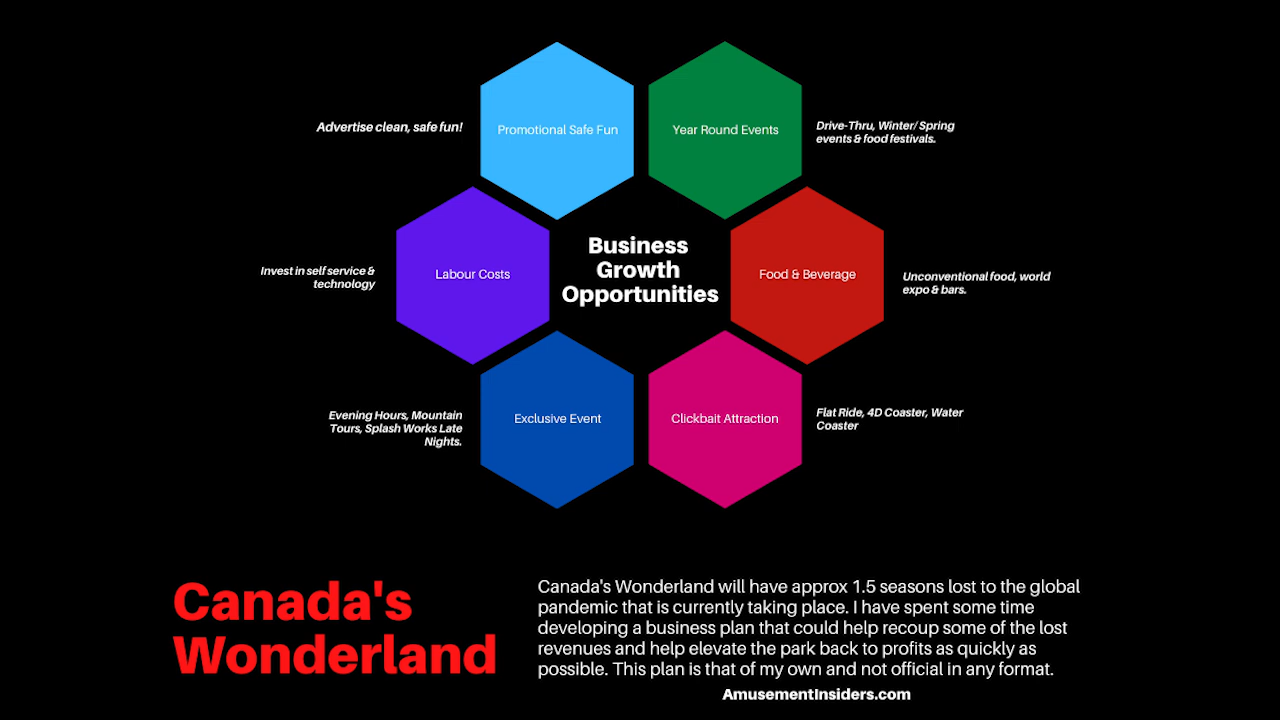 Promotional Safe Fun
Year Round Events
Advertise clean, safe fun!
Drive-Thru, Winter/ Spring
events & food festivals.
Business
Growth
Opportunities
Labour Costs
Food & Beverage
Invest in self service &
technology
Unconventional food, world
expo & bars.
Exclusive Event
Clickbait Attraction
Evening Hours, Mountain
Tours, Splash Works Late
Nights.
Flat Ride, 4D Coaster, Water
Coaster
Canada's
Wonderland
Canada's Wonderland will have approx 1.5 seasons lost to the global
pandemic that is currently taking place. I have spent some time
developing a business plan that could help recoup some of the lost
revenues and help elevate the park back to profits as quickly as
possible. This plan is that of my own and not official in any format.
AmusementInsiders.com